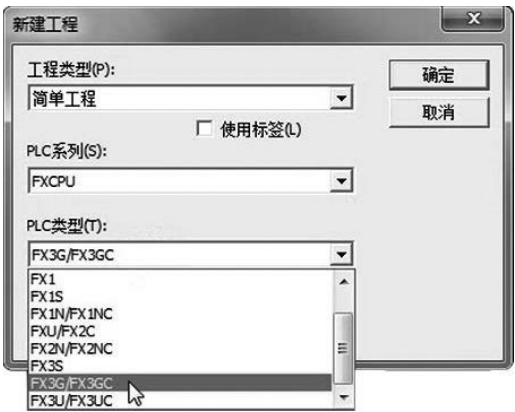 新建工程
工程类型(P):
确定
简单工程
取消
使用标签(L)
PLC系列(S):
FXCPU
PLC类型(T):
FX3G/FX3GC
FX1
FX1S
FX1N/FX1NC
FXU/FX2C
FX2N/FX2NC
FX3S
FX3G/FX3GC
FX3U/FX3UC